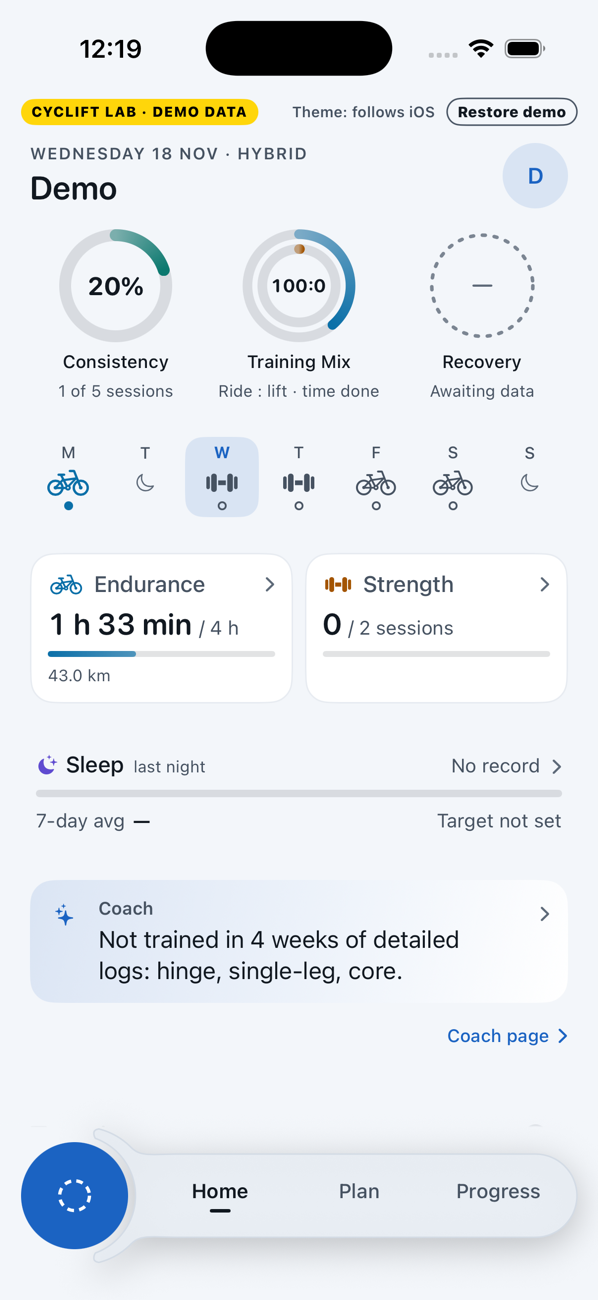 12:19
CYCLIFT LAB · DEMO DATA
Theme: follows iOS
Restore demo
WEDNESDAY 18 NOV · HYBRID
Demo
D
20%
100:0
—
Consistency
Training Mix
Recovery
1 of 5 sessions
Ride : lift · time done
Awaiting data
M T W T F S S
Endurance
1 h 33 min / 4 h
43.0 km
Strength
0 / 2 sessions
Sleep last night
No record
7-day avg —
Target not set
Coach
Not trained in 4 weeks of detailed
logs: hinge, single-leg, core.
Coach page
Home
Plan
Progress